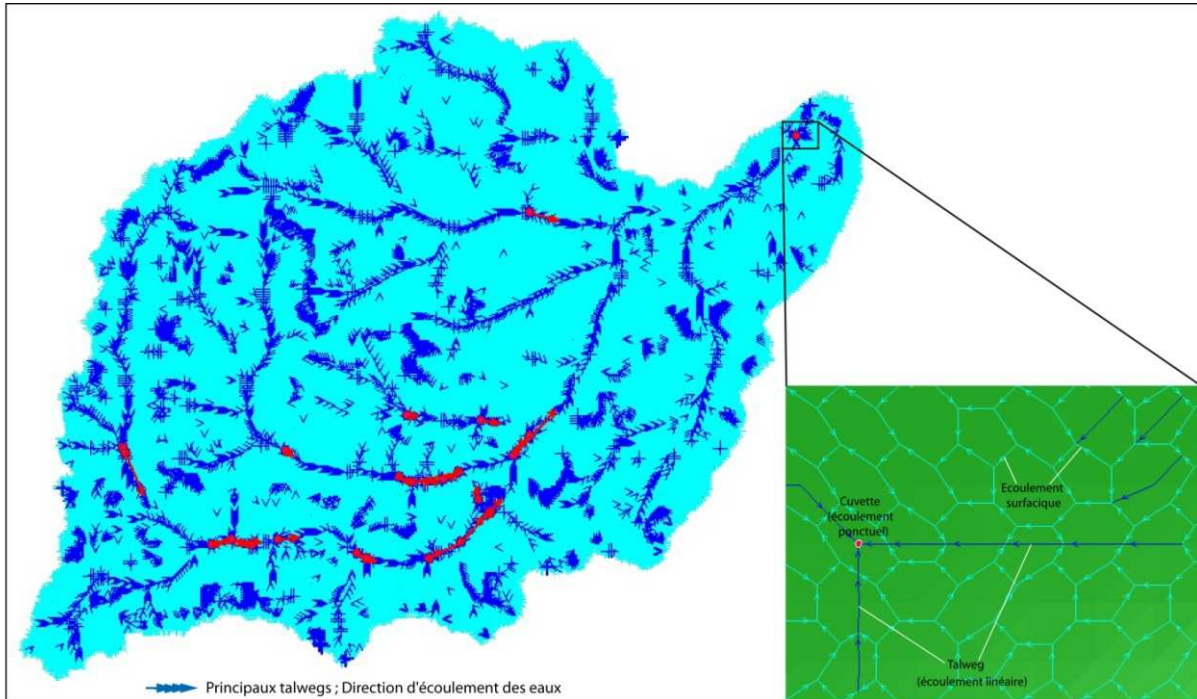 Ecoulement
surfacique
Cuvette
(écoulement
ponctuel)
Talweg
(écoulement linéaire)
Principaux talwegs ; Direction d'écoulement des eaux